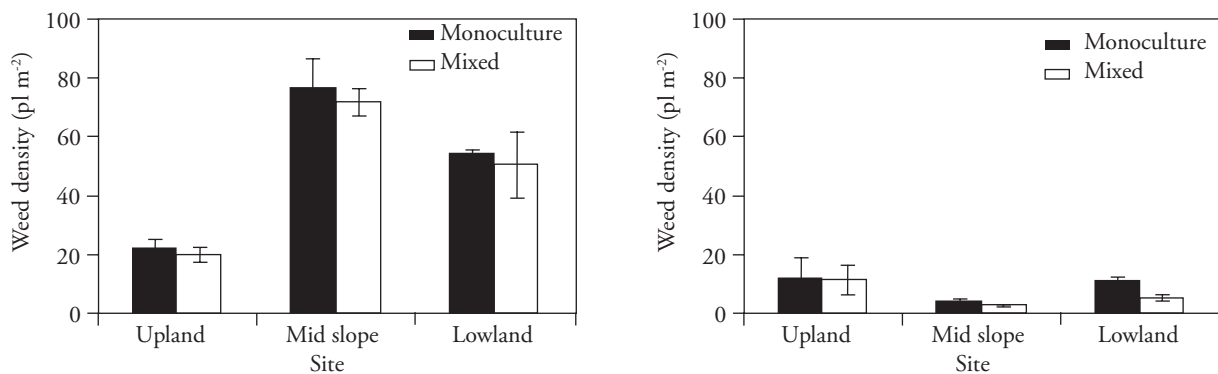 100
80
60
40
20
0
Weed density (pl m-2)
Monoculture
Mixed
Upland
Mid slope
Lowland
Site
100
80
60
40
20
0
Weed density (pl m-2)
Monoculture
Mixed
Upland
Mid slope
Lowland
Site